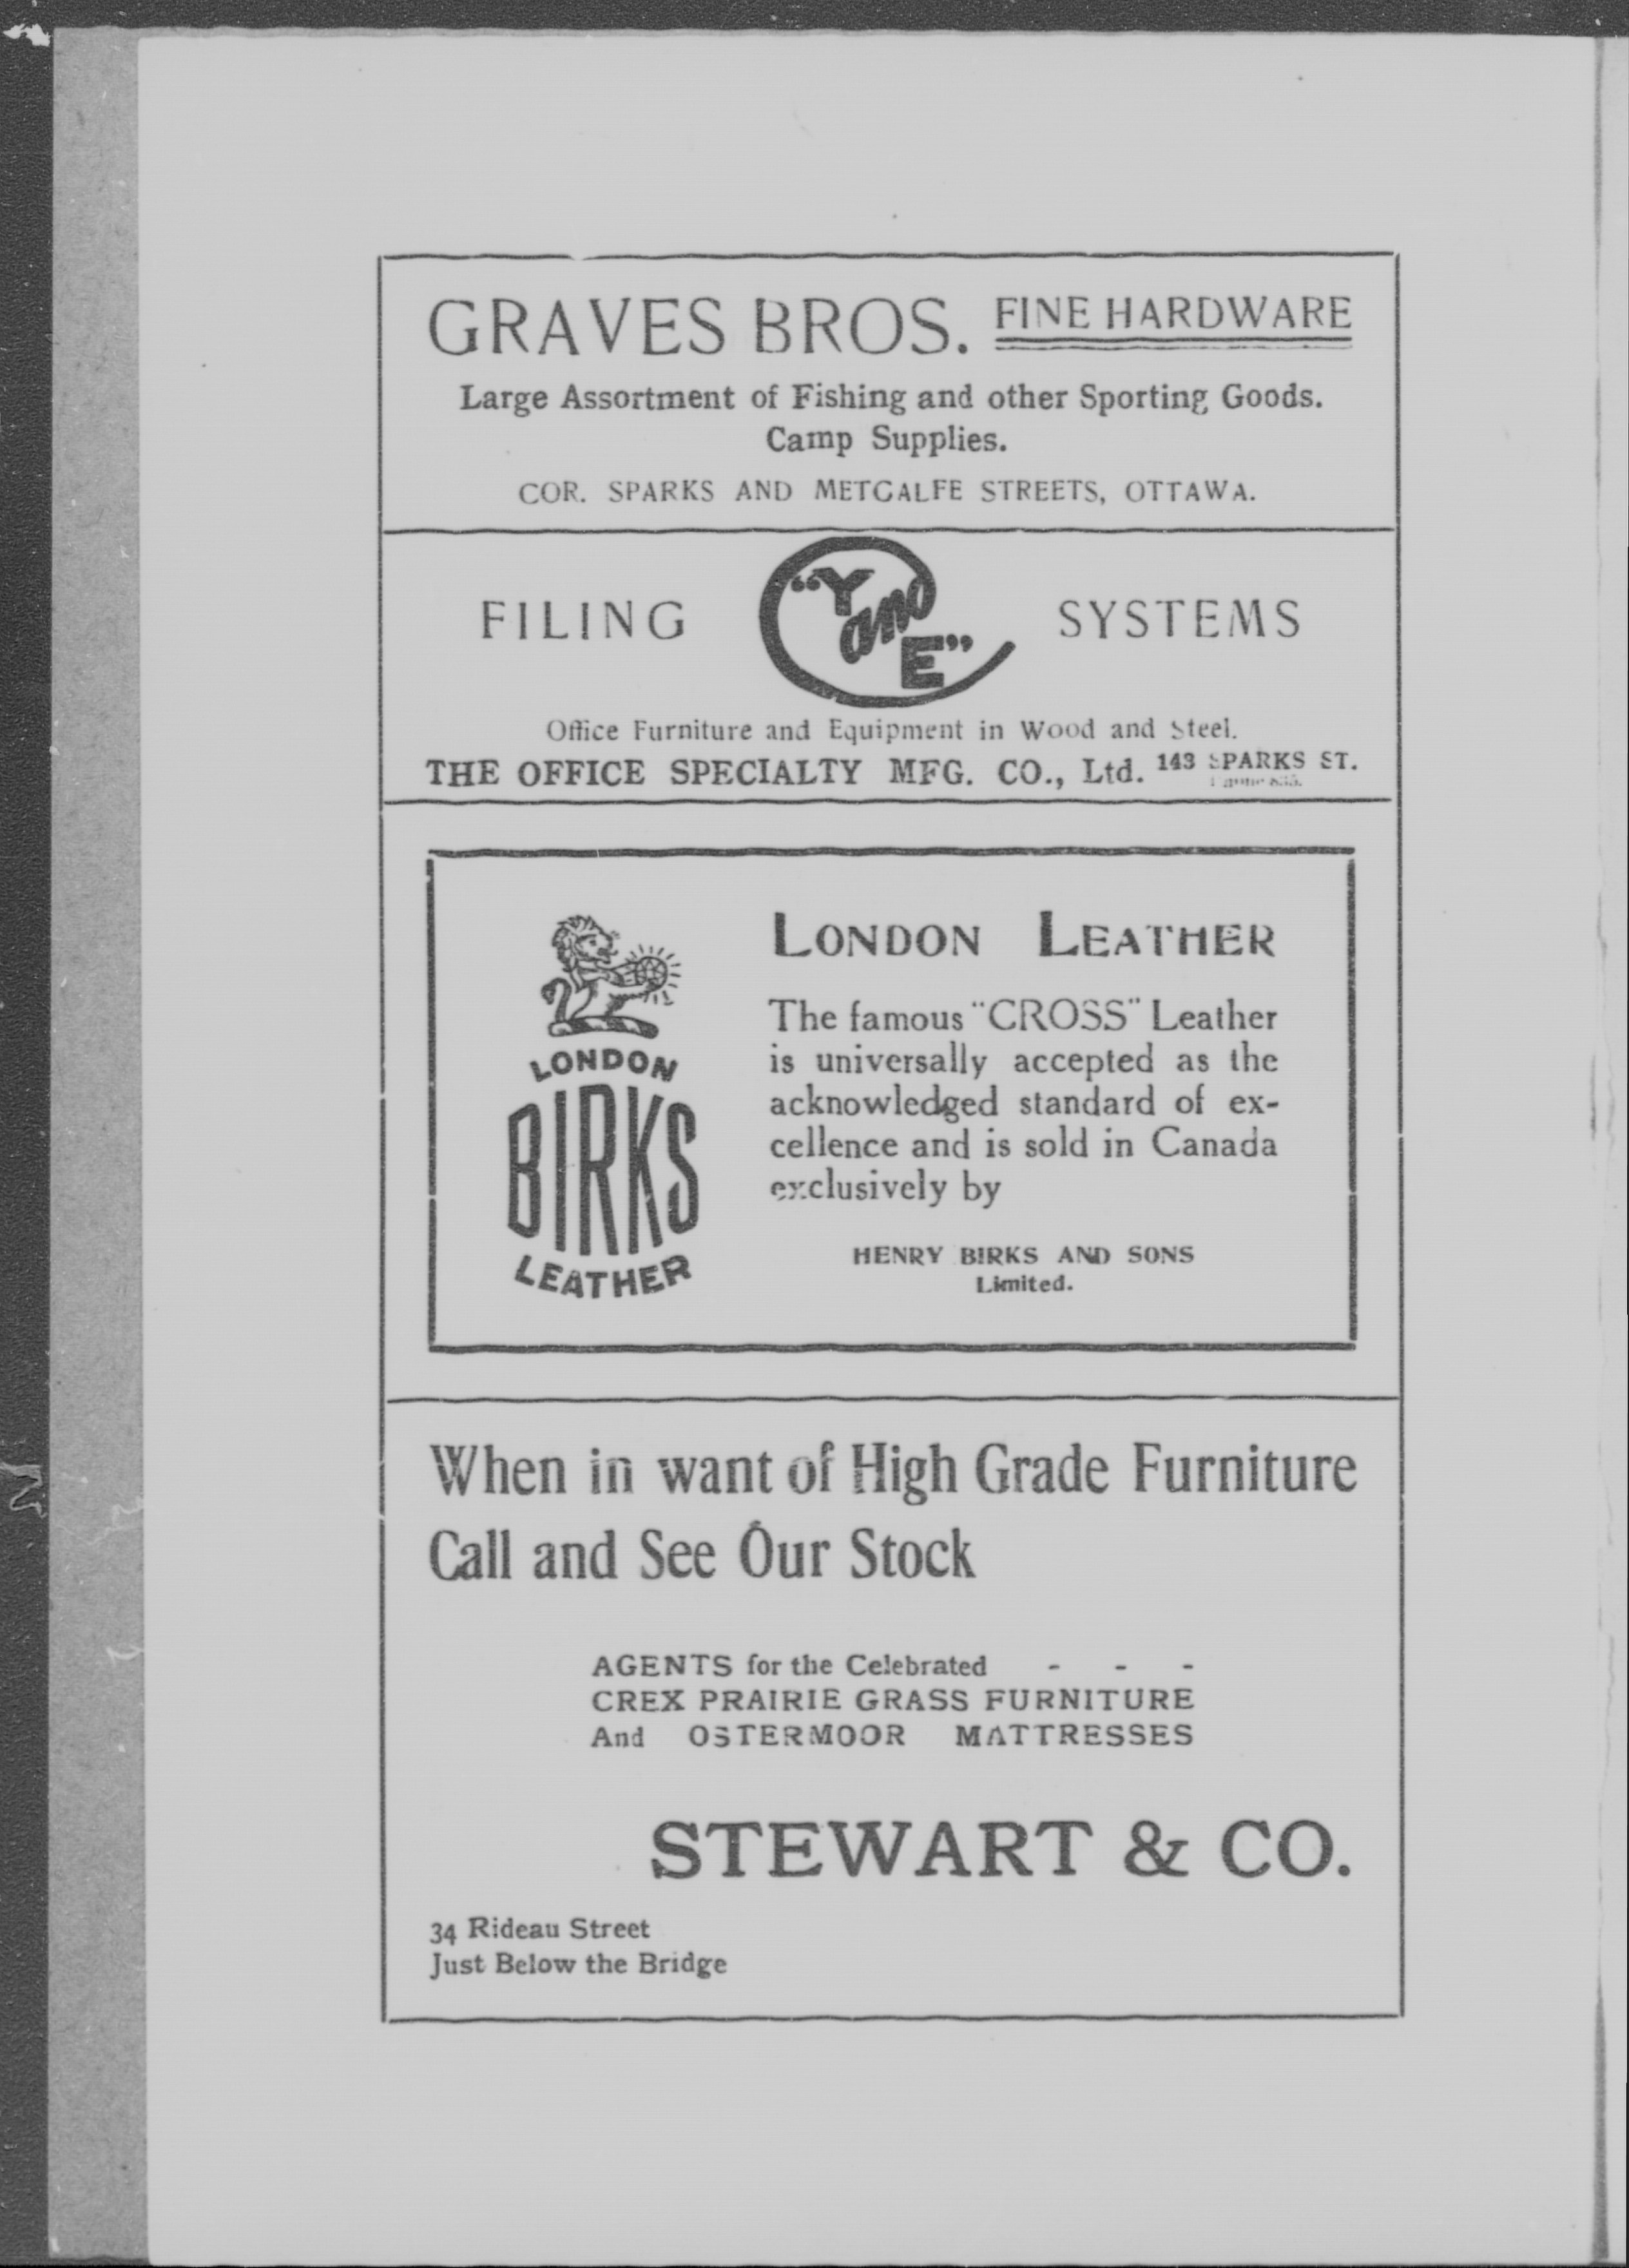 GRAVES BROS. FINE HARDWARE
Large Assortment of Fishing and other Sporting Goods.
Camp Supplies.
COR. SPARKS AND METCALFE STREETS, OTTAWA.
FILING "Y and E" SYSTEMS
Office Furniture and Equipment in Wood and Steel.
THE OFFICE SPECIALTY MFG. CO., Ltd. 143 SPARKS ST.
LONDON
BIRKS
LEATHER
LONDON LEATHER
The famous "CROSS" Leather
is universally accepted as the
acknowledged standard of ex-
cellence and is sold in Canada
exclusively by
HENRY BIRKS AND SONS
Limited.
When in want of High Grade Furniture
Call and See Our Stock
AGENTS for the Celebrated - - -
CREX PRAIRIE GRASS FURNITURE
And OSTERMOOR MATTRESSES
STEWART & CO.
34 Rideau Street
Just Below the Bridge